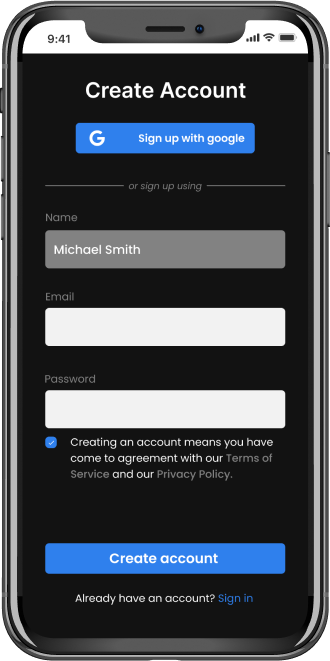 9:41
Create Account
Sign up with google
or sign up using
Name
Michael Smith
Email
Password
Creating an account means you have
come to agreement with our Terms of
Service and our Privacy Policy.
Create account
Already have an account? Sign in